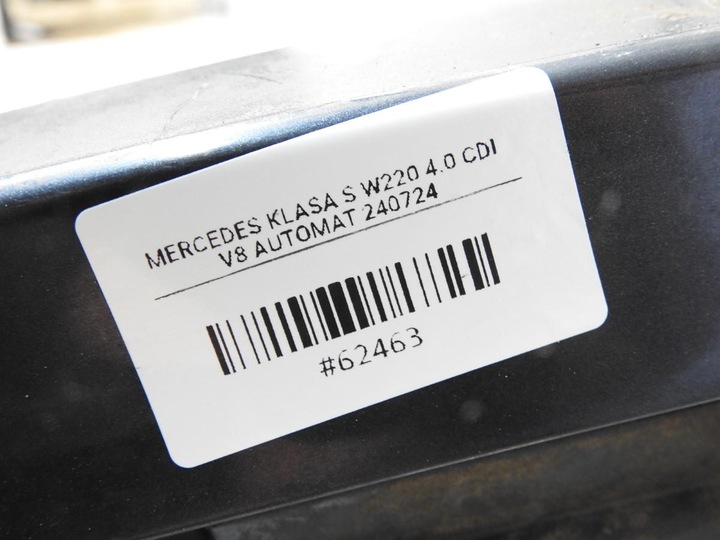 MERCEDES KLASA S W220 4.0 CDI
V8 AUTOMAT 240724
#62463